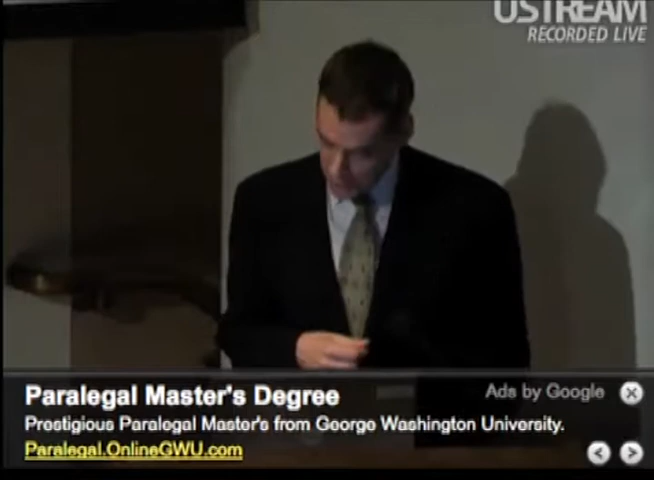 USTREAM
RECORDED LIVE
Paralegal Master's Degree
Ads by Google
Prestigious Paralegal Master's from George Washington University.
Paralegal.OnlineGWU.com